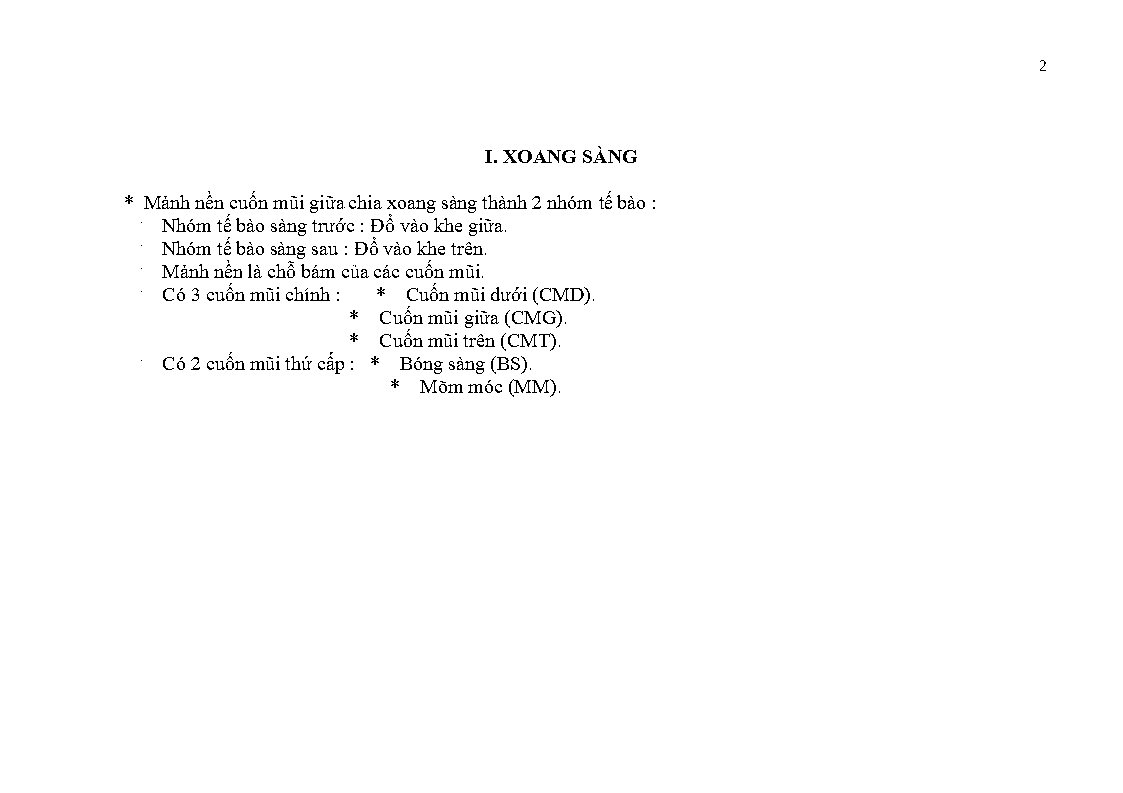 2
I. XOANG SÀNG
* Mảnh nền cuốn mũi giữa chia xoang sàng thành 2 nhóm tế bào :
· Nhóm tế bào sàng trước : Đổ vào khe giữa.
· Nhóm tế bào sàng sau : Đổ vào khe trên.
· Mảnh nền là chỗ bám của các cuốn mũi.
· Có 3 cuốn mũi chính : * Cuốn mũi dưới (CMD).
* Cuốn mũi giữa (CMG).
* Cuốn mũi trên (CMT).
· Có 2 cuốn mũi thứ cấp : * Bóng sàng (BS).
* Mõm móc (MM).